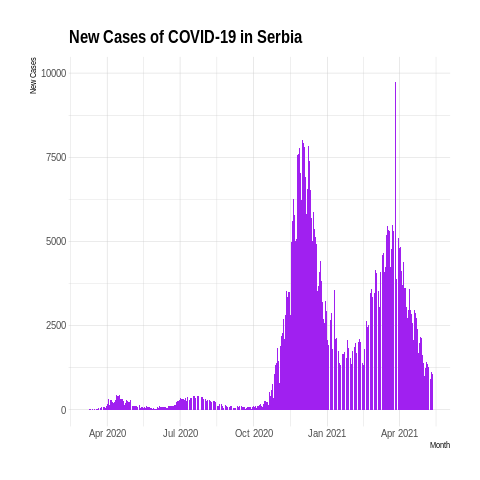 New Cases of COVID-19 in Serbia
New Cases
10000
7500
5000
2500
0
Apr 2020 Jul 2020 Oct 2020 Jan 2021 Apr 2021
Month